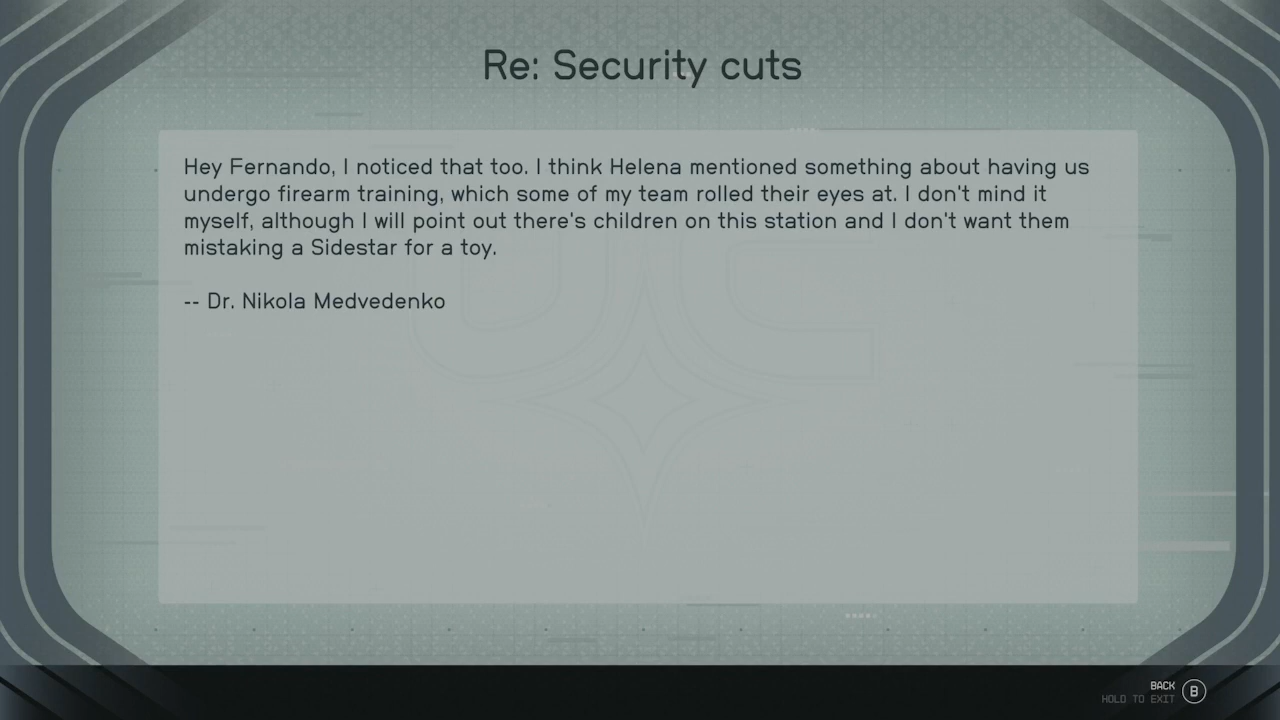 Re: Security cuts
Hey Fernando, I noticed that too. I think Helena mentioned something about having us
undergo firearm training, which some of my team rolled their eyes at. I don't mind it
myself, although I will point out there's children on this station and I don't want them
mistaking a Sidestar for a toy.
-- Dr. Nikola Medvedenko
BACK
HOLD TO EXIT
B